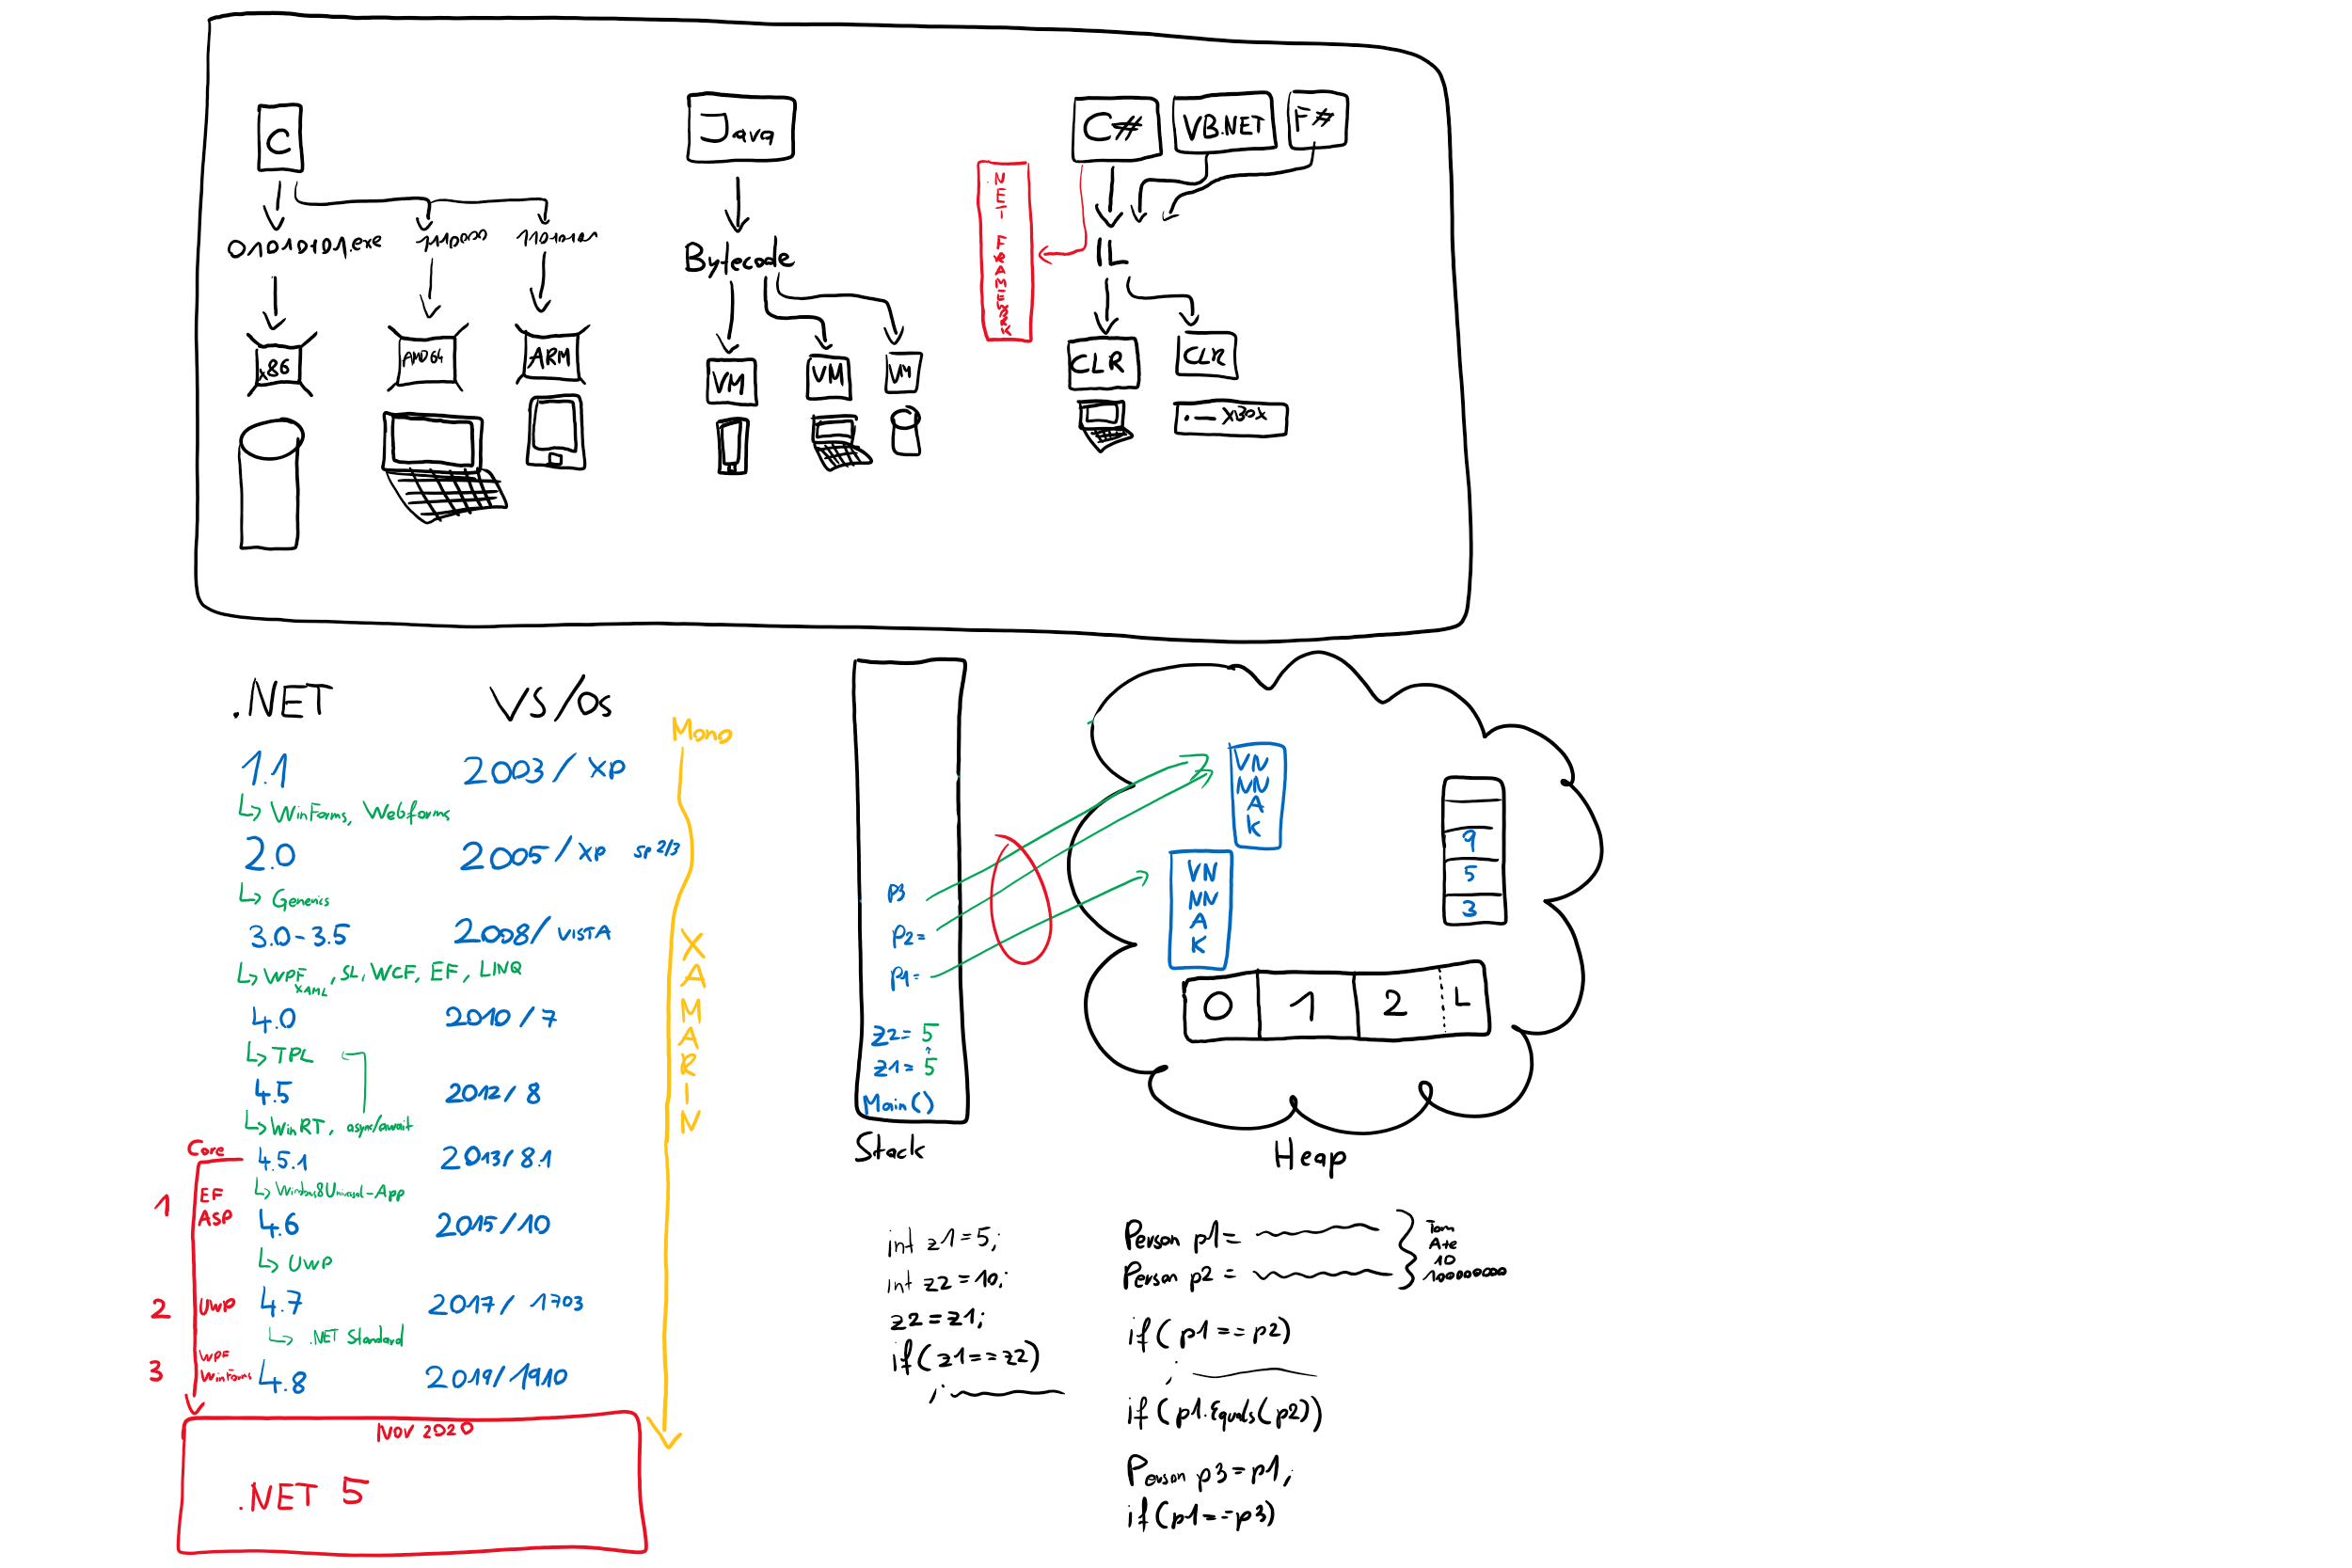 C
01010101.exe
1101010
x86
AMD64
ARM
Java
Bytecode
VM
VM
VM
C#
VB.NET
F#
.NET FRAMEWORK
IL
CLR
CLR
XBOX
.NET VS/Os
1.1 2003/XP
WinForms, Webforms
2.0 2005/XP SP2/3
Generics
3.0-3.5 2008/VISTA
WPF, SL, WCF, EF, LINQ
XAML
4.0 2010/7
TPL
4.5 2012/8
WinRT, async/await
Core
4.5.1 2013/8.1
1 EF
ASP
4.6 2015/10
UWP
2 UWP 4.7 2017/1703
.NET Standard
3 WPF
WinForms 4.8 2019/1910
NOV 2020
.NET 5
Mono
XAMARIN
p3
p2=
p1=
z2=5
z1=5
Main()
Stack
VN
NN
A
K
VN
NN
A
K
9
5
3
0 1 2 L
Heap
int z1=5;
int z2=10;
z2=z1;
if(z1==z2)
;
Person p1=
Person p2=
Tom
Ate
10
100000000
if(p1==p2)
;
if(p1.Equals(p2))
Person p3=p1;
if(p1==p3)